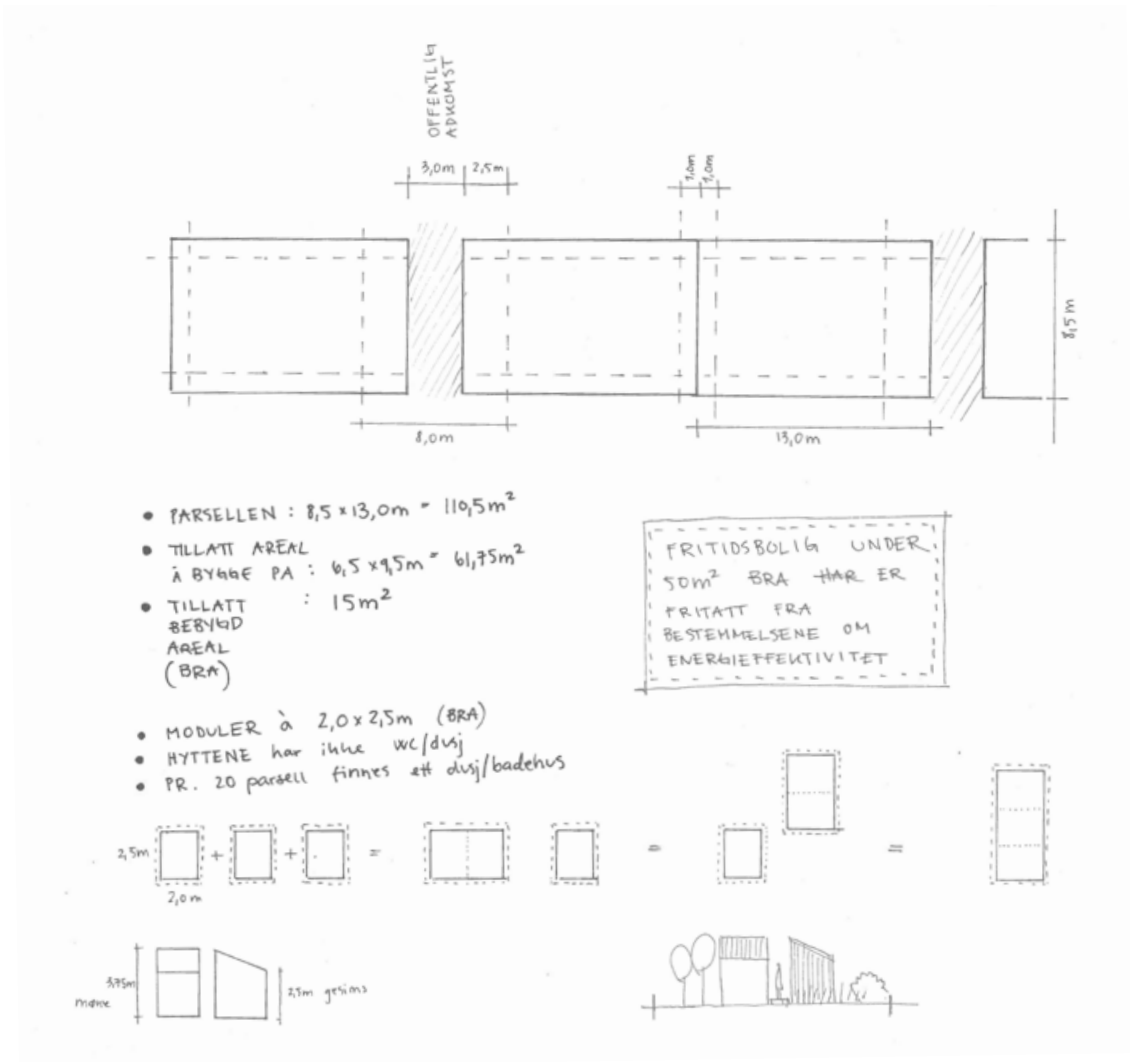 OFFENTLIG
ADKOMST
3,0m
2,5m
1,0m
1,0m
8,5m
8,0m
13,0m
• PARSELLEN : 8,5 x 13,0m = 110,5m²
• TILLATT AREAL
Å BYGGE PÅ : 6,5 x 9,5m = 61,75m²
• TILLATT : 15m²
BEBYGD
AREAL
(BRA)
FRITIDSBOLIG UNDER
50m² BRA HAR ER
FRITATT FRA
BESTEMMELSENE OM
ENERGIEFFEKTIVITET
• MODULER à 2,0 x 2,5m (BRA)
• HYTTENE har ikke WC/dusj
• PR. 20 parsell finnes ett dusj/badehus
2,5m
+
+
=
=
=
2,0m
3,75m
møne
2,5m gesims